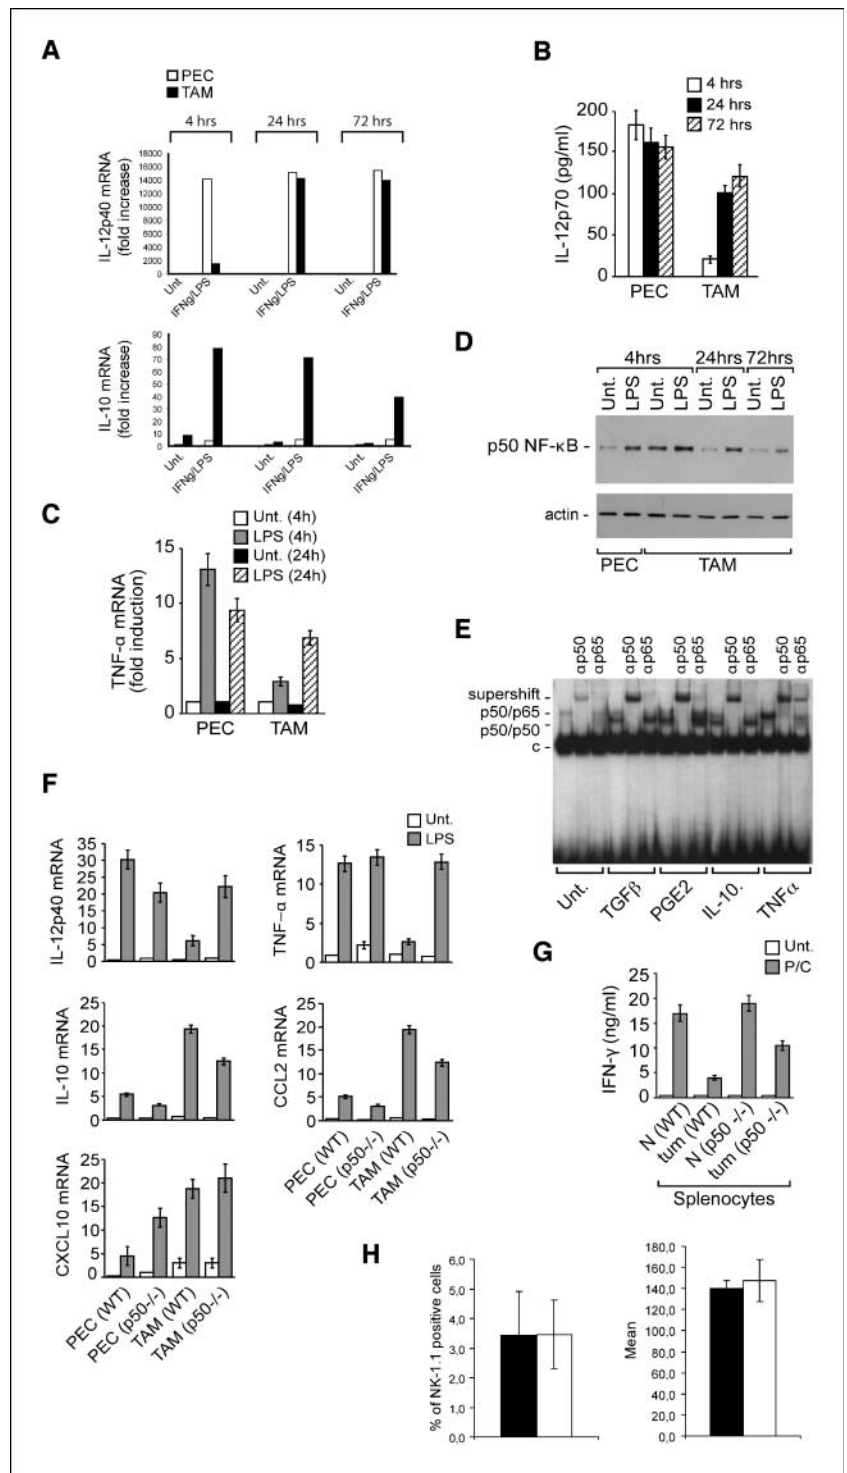 A
PEC
TAM
4 hrs
24 hrs
72 hrs
IL-12p40 mRNA
(fold increase)
18000
16000
14000
12000
10000
8000
6000
4000
2000
0
Unt.
IFNg/LPS
Unt.
IFNg/LPS
Unt.
IFNg/LPS
IL-10 mRNA
(fold increase)
90
80
70
60
50
40
30
20
10
0
Unt.
IFNg/LPS
Unt.
IFNg/LPS
Unt.
IFNg/LPS
B
4 hrs
24 hrs
72 hrs
IL-12p70 (pg/ml)
200
150
100
50
0
PEC
TAM
C
Unt. (4h)
LPS (4h)
Unt. (24h)
LPS (24h)
TNF-α mRNA
(fold induction)
15
10
5
0
PEC
TAM
D
4hrs
24hrs
72hrs
Unt.
LPS
Unt.
LPS
Unt.
LPS
Unt.
LPS
p50 NF-κB -
actin -
PEC
TAM
E
αp50
αp65
αp50
αp65
αp50
αp65
αp50
αp65
αp50
αp65
supershift -
p50/p65 -
p50/p50 -
c -
Unt.
TGFβ
PGE2
IL-10.
TNFα
F
Unt.
LPS
IL-12p40 mRNA
35
30
25
20
15
10
5
0
TNF-α mRNA
15
10
5
0
IL-10 mRNA
25
20
15
10
5
0
CCL2 mRNA
25
20
15
10
5
0
PEC (WT)
PEC (p50-/-)
TAM (WT)
TAM (p50-/-)
CXCL10 mRNA
25
20
15
10
5
0
PEC (WT)
PEC (p50-/-)
TAM (WT)
TAM (p50-/-)
G
Unt.
P/C
IFN-γ (ng/ml)
25
20
15
10
5
0
N (WT)
tum (WT)
N (p50 -/-)
tum (p50 -/-)
Splenocytes
H
% of NK-1.1 positive cells
6,0
5,0
4,0
3,0
2,0
1,0
0,0
Mean
180,0
160,0
140,0
120,0
100,0
80,0
60,0
40,0
20,0
0,0